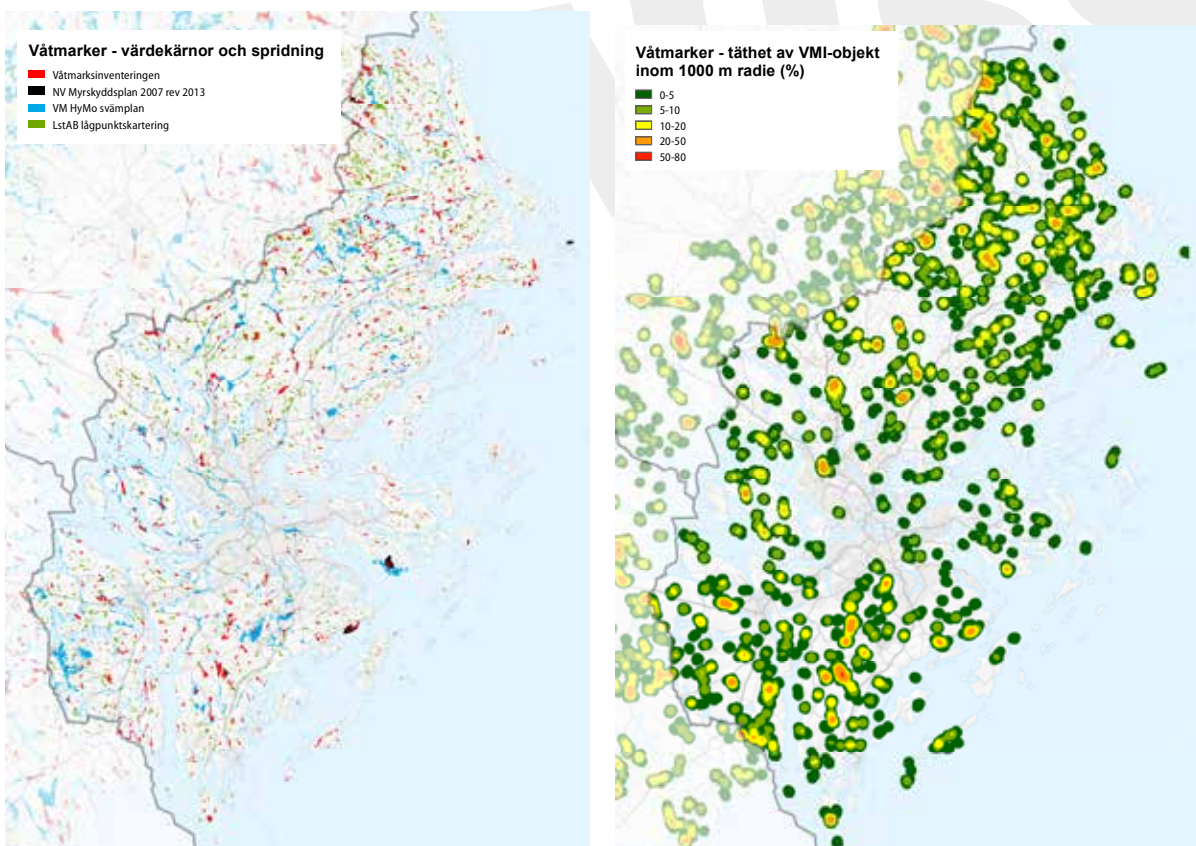 Våtmarker - värdekärnor och spridning
Våtmarksinventeringen
NV Myrskyddsplan 2007 rev 2013
VM HyMo svämplan
LstAB lågpunktskartering
Våtmarker - täthet av VMI-objekt
inom 1000 m radie (%)
0-5
5-10
10-20
20-50
50-80